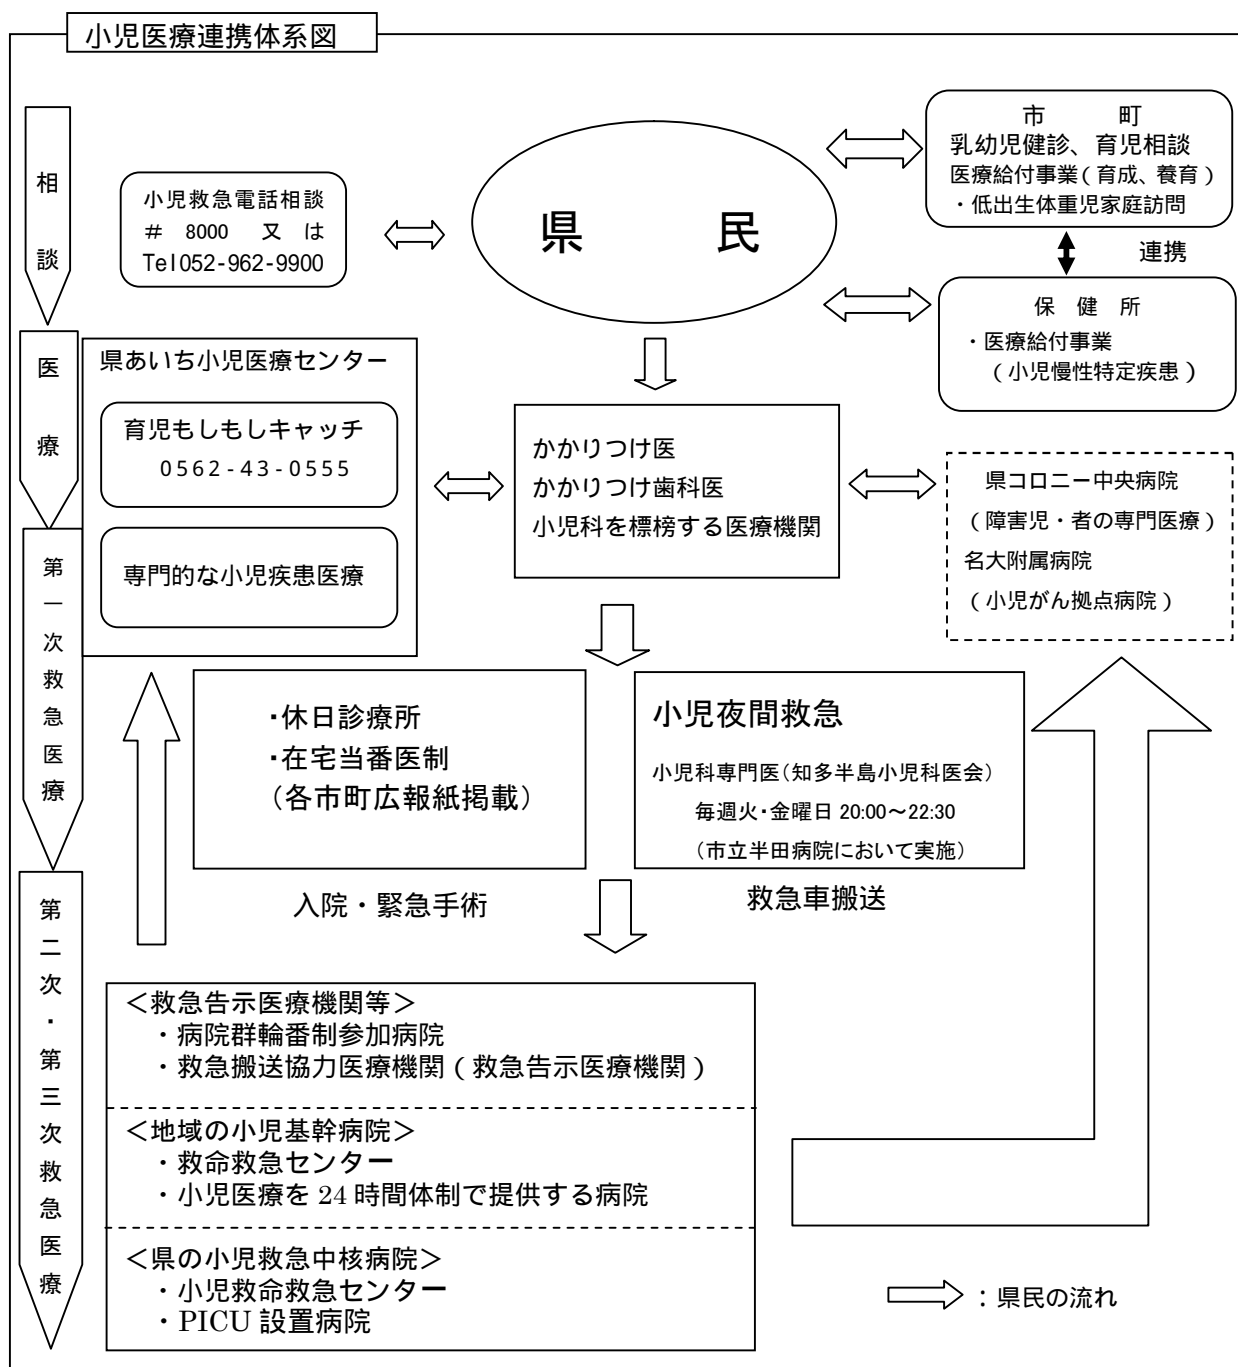 小児医療連携体系図
相談
小児救急電話相談
＃ 8000 又は
Tel052-962-9900
県 民
市 町
乳幼児健診、育児相談
医療給付事業(育成、養育)
・低出生体重児家庭訪問
連携
保 健 所
・医療給付事業
(小児慢性特定疾患)
医療
県あいち小児医療センター
育児もしもしキャッチ
0562-43-0555
専門的な小児疾患医療
かかりつけ医
かかりつけ歯科医
小児科を標榜する医療機関
県コロニー中央病院
(障害児・者の専門医療)
名大附属病院
(小児がん拠点病院)
第一次救急医療
・休日診療所
・在宅当番医制
(各市町広報紙掲載)
小児夜間救急
小児科専門医(知多半島小児科医会)
毎週火・金曜日 20:00～22:30
(市立半田病院において実施)
入院・緊急手術
救急車搬送
第二次・第三次救急医療
＜救急告示医療機関等＞
・病院群輪番制参加病院
・救急搬送協力医療機関(救急告示医療機関)
＜地域の小児基幹病院＞
・救命救急センター
・小児医療を 24 時間体制で提供する病院
＜県の小児救急中核病院＞
・小児救命救急センター
・PICU 設置病院
：県民の流れ